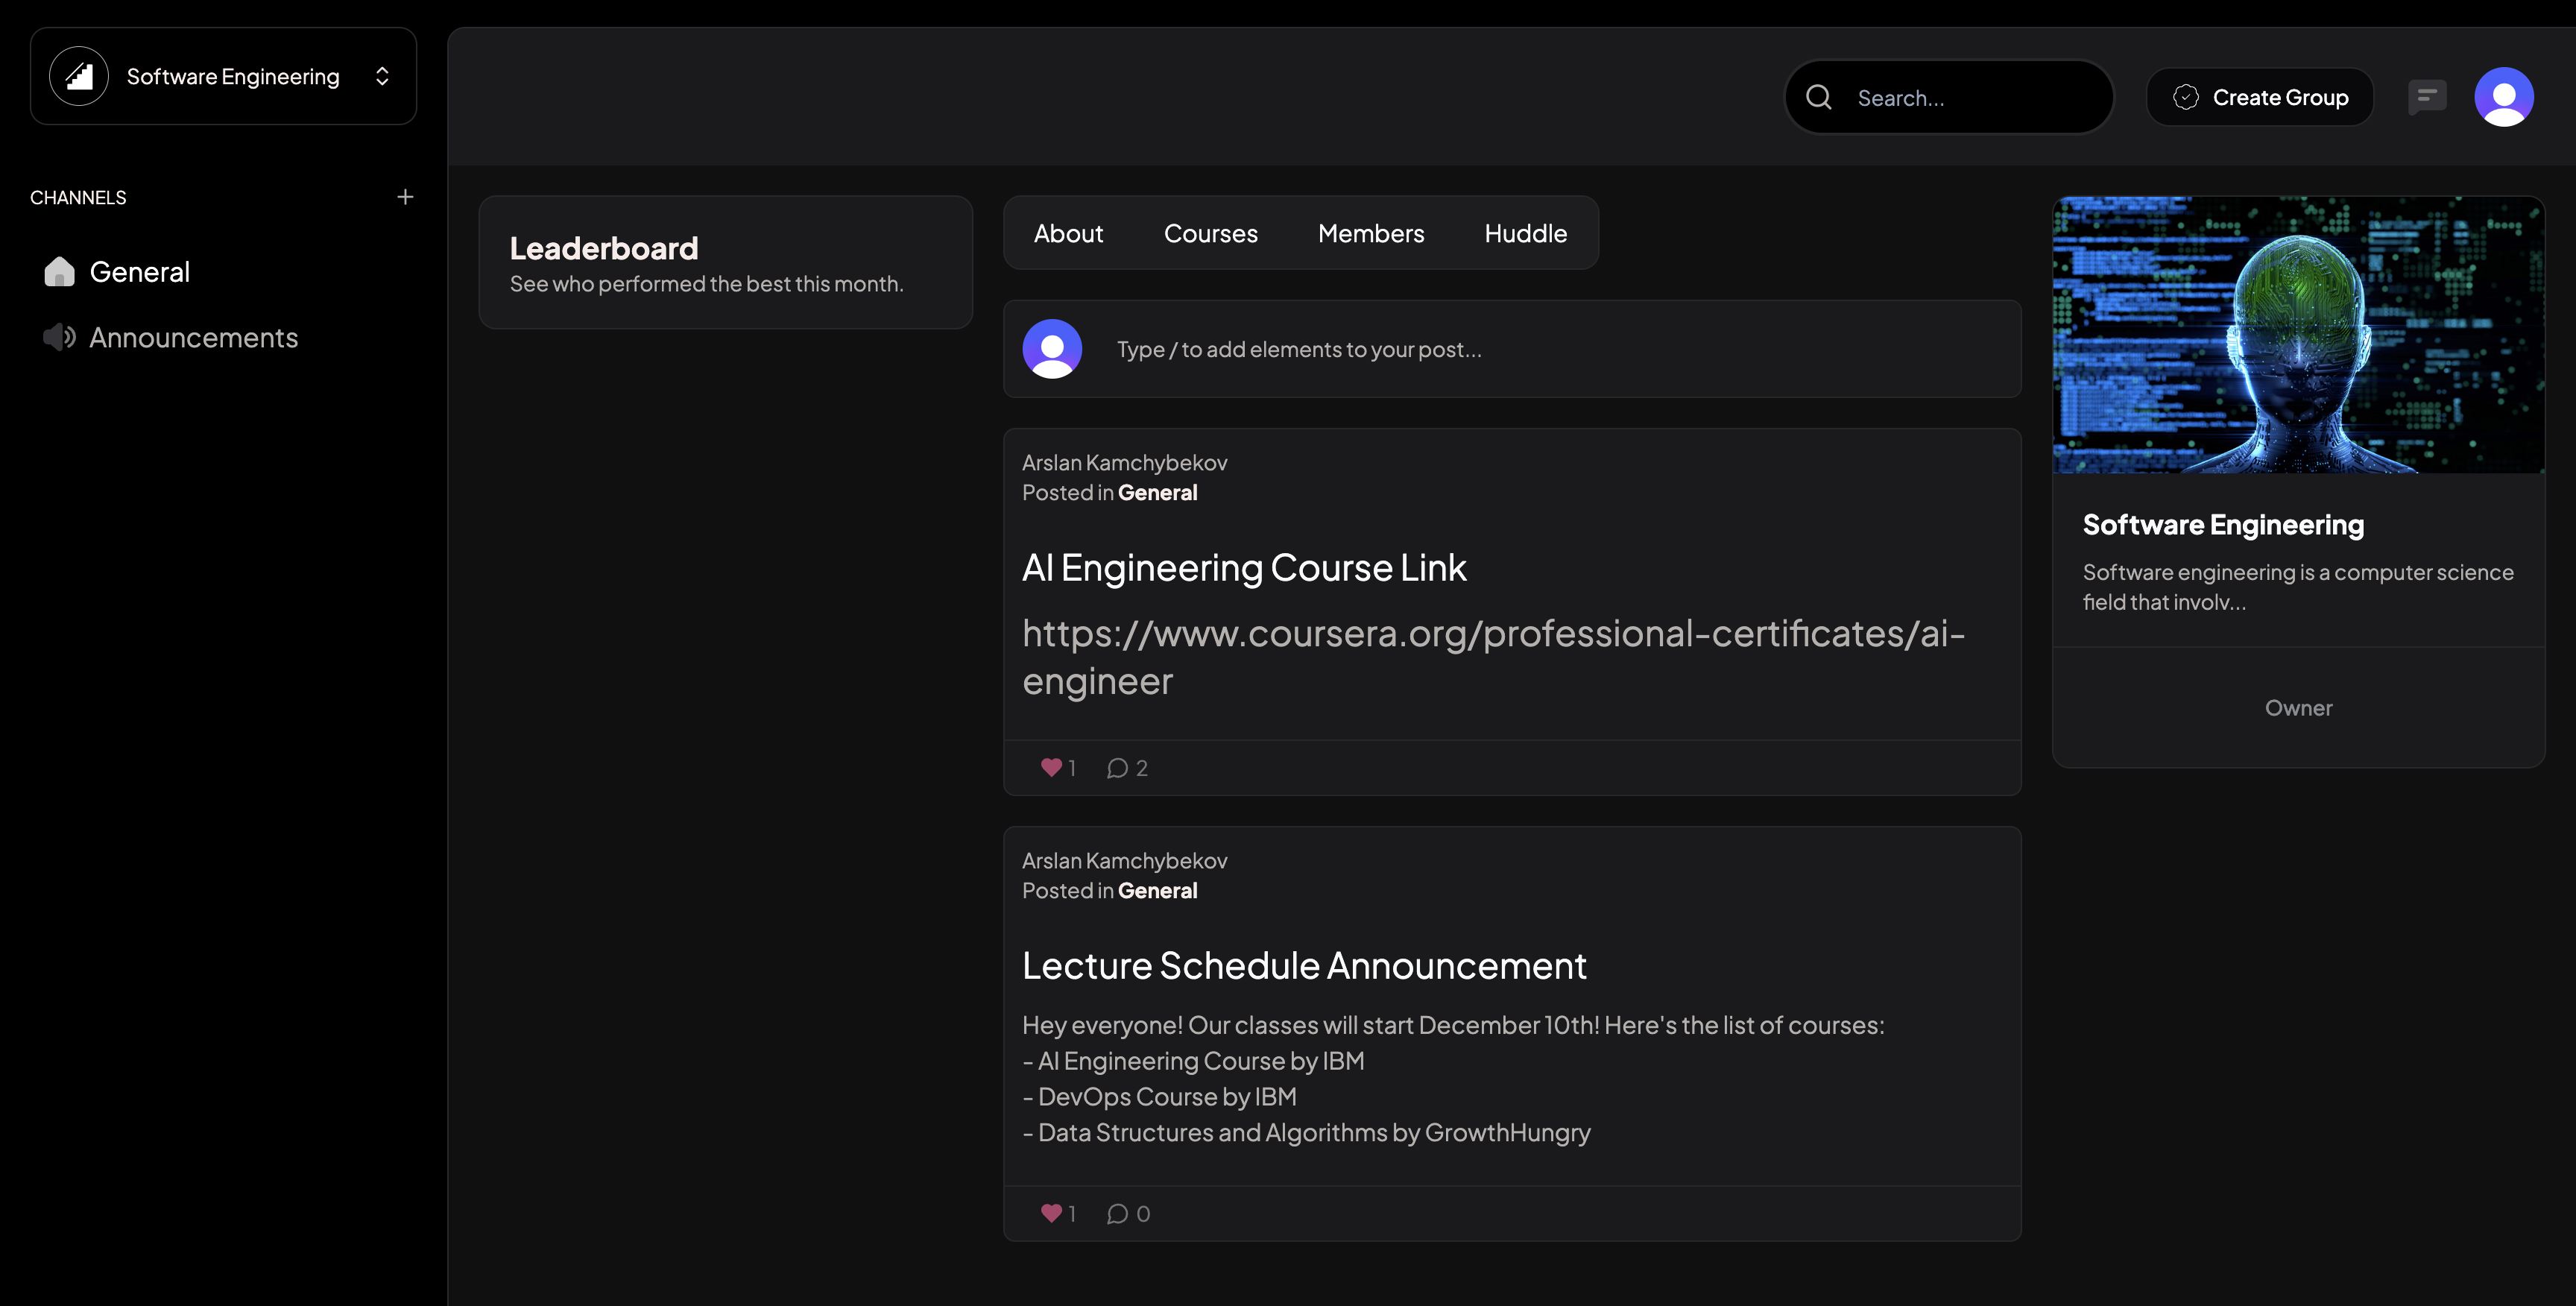 Software Engineering
Search...
Create Group
CHANNELS
General
Announcements
Leaderboard
See who performed the best this month.
About
Courses
Members
Huddle
Type / to add elements to your post...
Arslan Kamchybekov
Posted in General
AI Engineering Course Link
https://www.coursera.org/professional-certificates/ai-
engineer
1
2
Arslan Kamchybekov
Posted in General
Lecture Schedule Announcement
Hey everyone! Our classes will start December 10th! Here's the list of courses:
- AI Engineering Course by IBM
- DevOps Course by IBM
- Data Structures and Algorithms by GrowthHungry
1
0
Software Engineering
Software engineering is a computer science
field that involv...
Owner